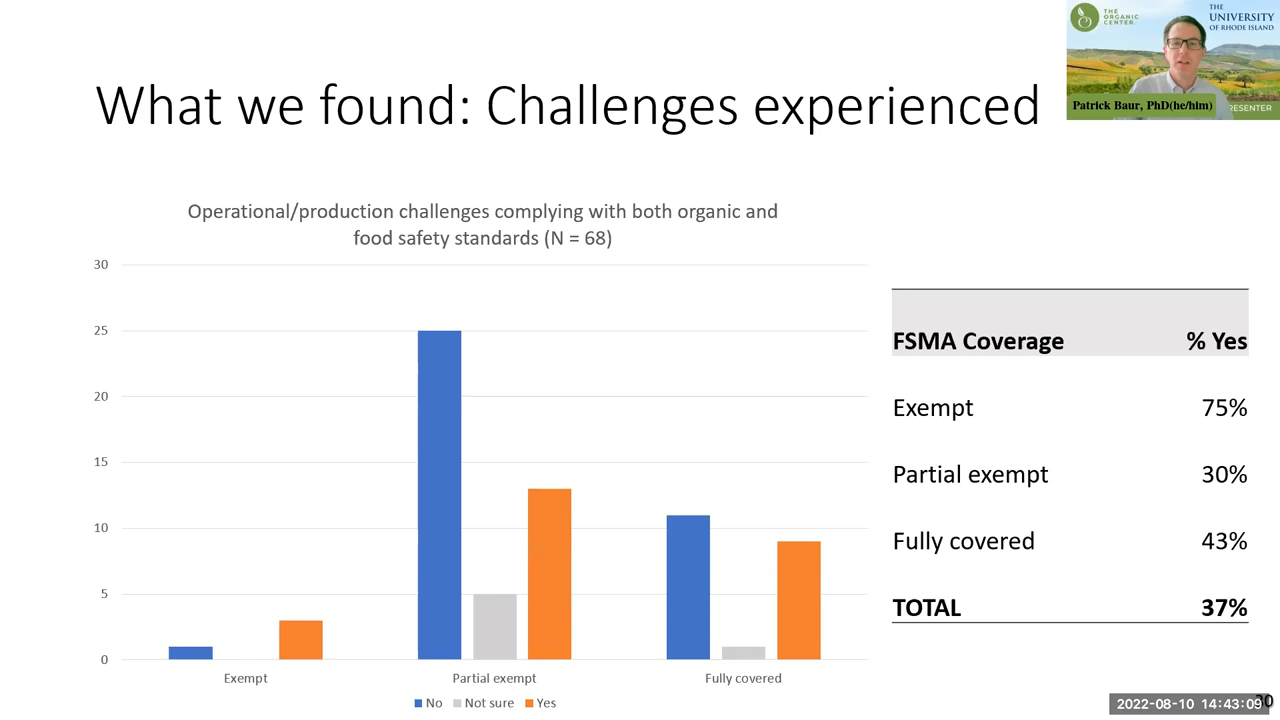 THE
ORGANIC
CENTER
THE
UNIVERSITY
OF RHODE ISLAND
Patrick Baur, PhD(he/him)
RESENTER
What we found: Challenges experienced
Operational/production challenges complying with both organic and
food safety standards (N = 68)
30
25
20
15
10
5
0
Exempt
Partial exempt
Fully covered
No
Not sure
Yes
FSMA Coverage % Yes
Exempt 75%
Partial exempt 30%
Fully covered 43%
TOTAL 37%
2022-08-10 14:43:09